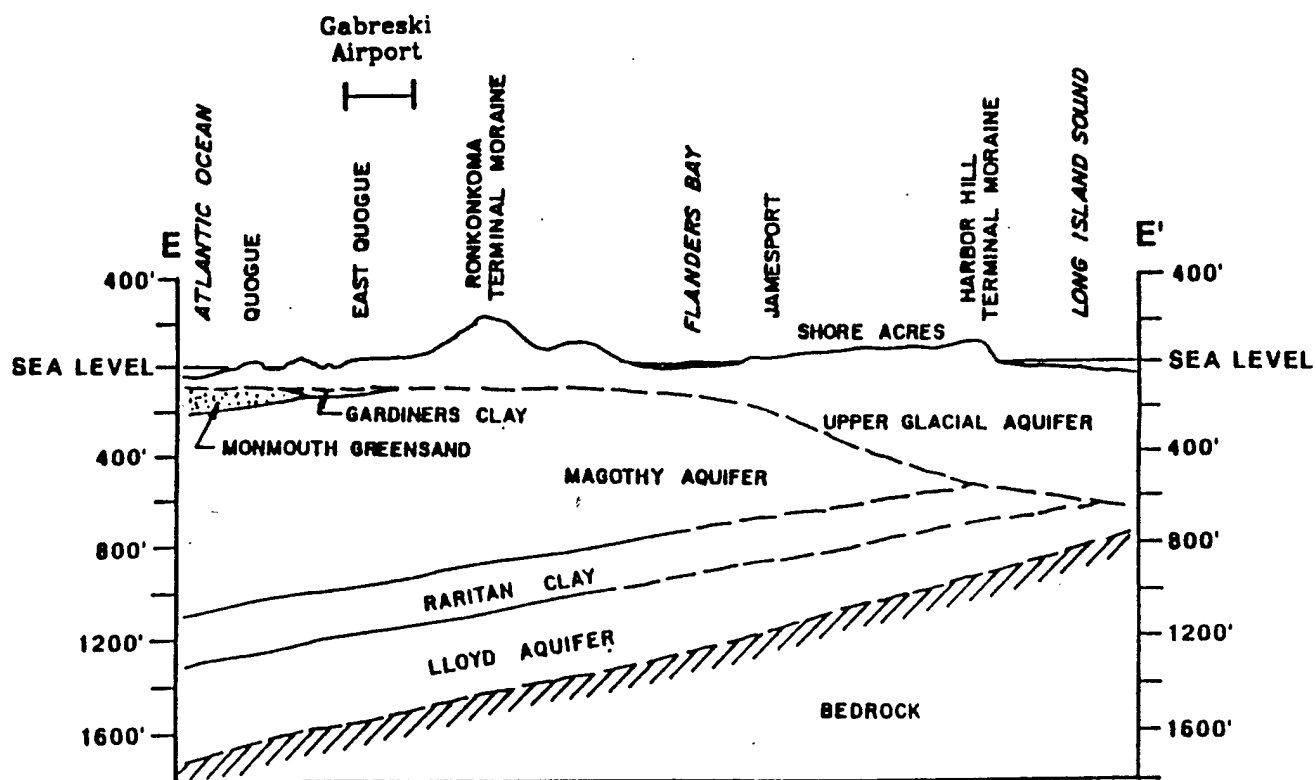 Gabreski
Airport
ATLANTIC OCEAN
QUOGUE
EAST QUOGUE
RONKONKOMA
TERMINAL MORAINE
FLANDERS BAY
JAMESPORT
HARBOR HILL
TERMINAL MORAINE
LONG ISLAND SOUND
E
E'
400'
400'
SHORE ACRES
SEA LEVEL
SEA LEVEL
GARDINERS CLAY
MONMOUTH GREENSAND
UPPER GLACIAL AQUIFER
400'
400'
MAGOTHY AQUIFER
800'
800'
RARITAN CLAY
1200'
1200'
LLOYD AQUIFER
BEDROCK
1600'
1600'